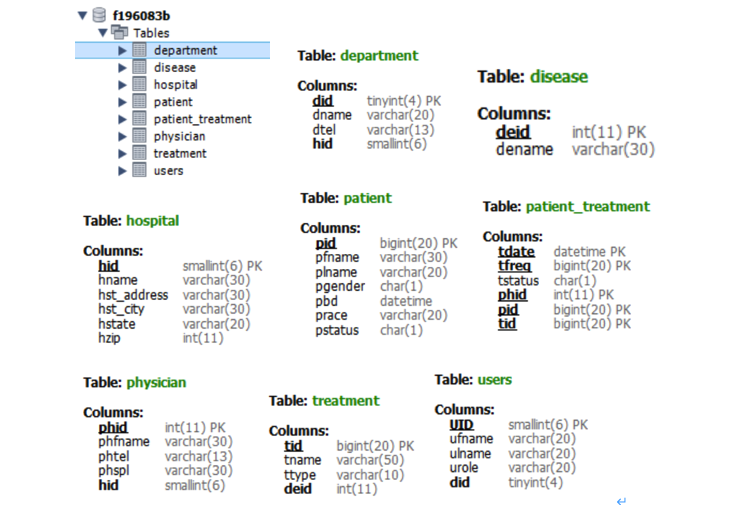 f196083b
Tables
department
disease
hospital
patient
patient_treatment
physician
treatment
users
Table: department
Columns:
did tinyint(4) PK
dname varchar(20)
dtel varchar(13)
hid smallint(6)
Table: disease
Columns:
deid int(11) PK
dename varchar(30)
Table: hospital
Columns:
hid smallint(6) PK
hname varchar(30)
hst_address varchar(30)
hst_city varchar(30)
hstate varchar(20)
hzip int(11)
Table: patient
Columns:
pid bigint(20) PK
pfname varchar(30)
plname varchar(20)
pgender char(1)
pbd datetime
prace varchar(20)
pstatus char(1)
Table: patient_treatment
Columns:
tdate datetime PK
tfreq bigint(20) PK
tstatus char(1)
phid int(11) PK
pid bigint(20) PK
tid bigint(20) PK
Table: physician
Columns:
phid int(11) PK
phfname varchar(30)
phtel varchar(13)
phspl varchar(30)
hid smallint(6)
Table: treatment
Columns:
tid bigint(20) PK
tname varchar(50)
ttype varchar(10)
deid int(11)
Table: users
Columns:
UID smallint(6) PK
ufname varchar(20)
ulname varchar(20)
urole varchar(20)
did tinyint(4)